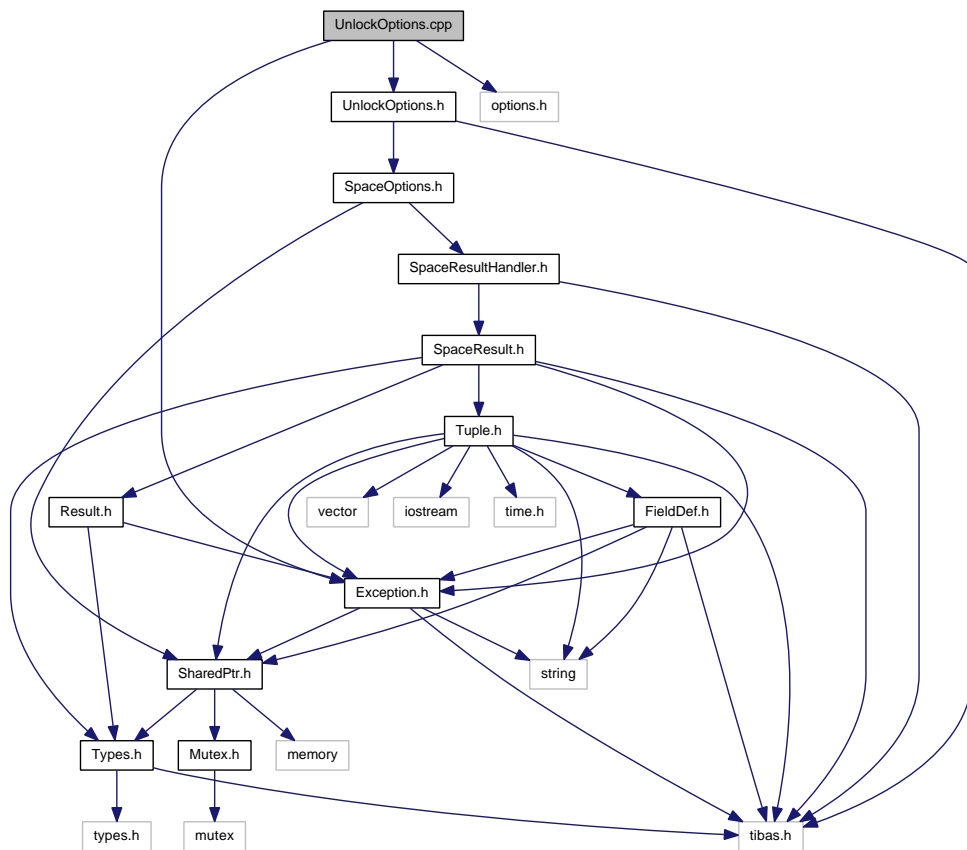 UnlockOptions.cpp
UnlockOptions.h
options.h
SpaceOptions.h
SpaceResultHandler.h
SpaceResult.h
Tuple.h
Result.h
vector
iostream
time.h
FieldDef.h
Exception.h
SharedPtr.h
string
Types.h
Mutex.h
memory
types.h
mutex
tibas.h